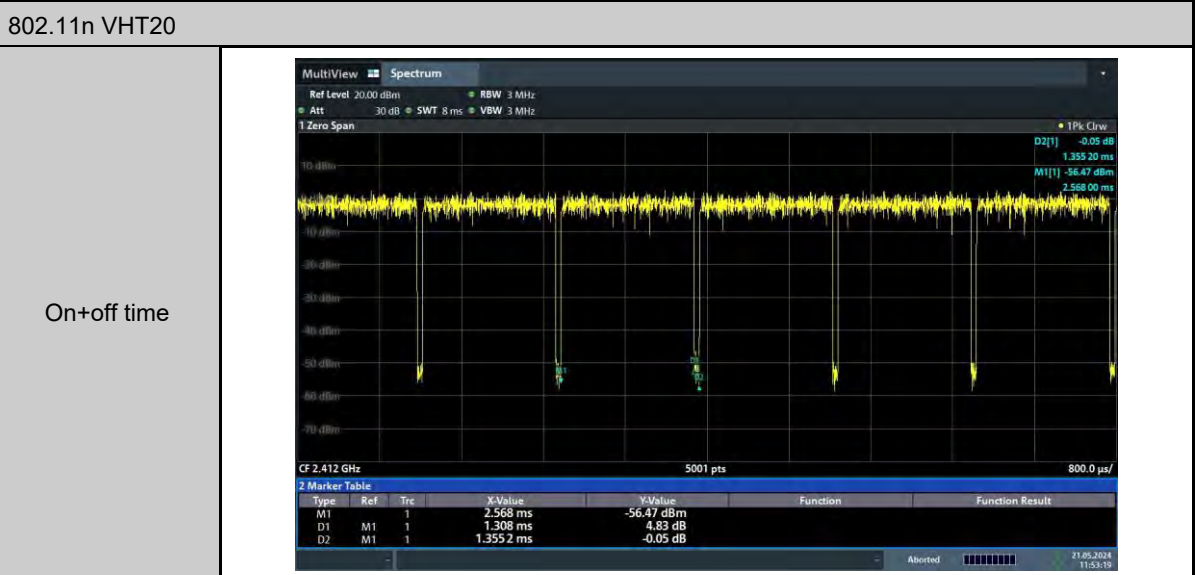 802.11n VHT20
On+off time
MultiView Spectrum
Ref Level 20.00 dBm RBW 3 MHz
Att 30 dB SWT 8 ms VBW 3 MHz
1 Zero Span 1Pk Clrw
D2[1] -0.05 dB
1.355 20 ms
M1[1] -56.47 dBm
2.568 00 ms
10 dBm
-10 dBm
-20 dBm
-30 dBm
-40 dBm
-50 dBm
-60 dBm
-70 dBm
M1
D1
D2
CF 2.412 GHz 5001 pts 800.0 µs/
2 Marker Table
Type Ref Trc X-Value Y-Value Function Function Result
M1 1 2.568 ms -56.47 dBm
D1 M1 1 1.308 ms 4.83 dB
D2 M1 1 1.3552 ms -0.05 dB
Aborted 21.05.2024
11:53:19